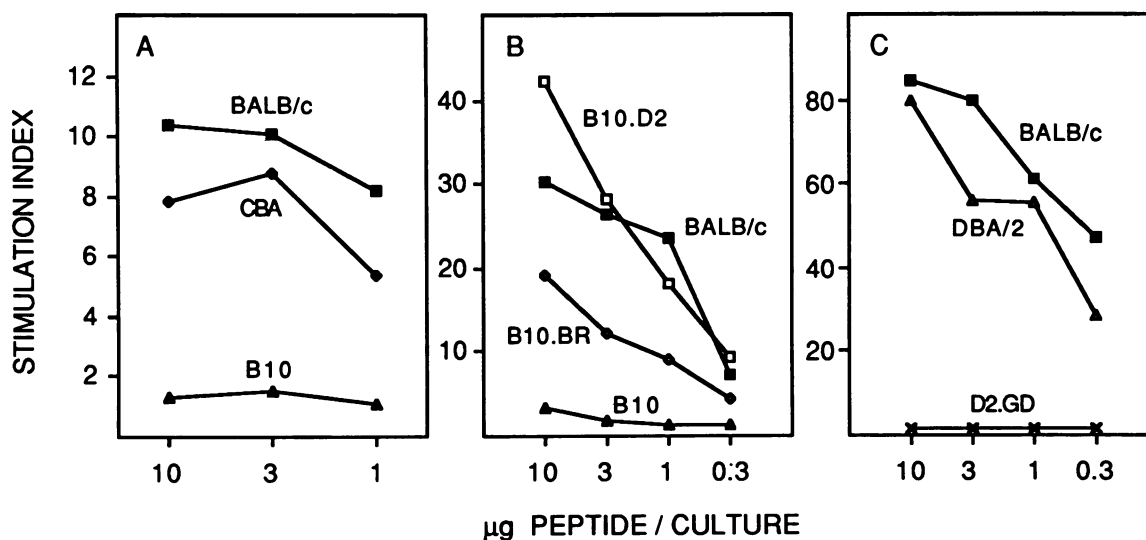 STIMULATION INDEX
A
12
10
8
6
4
2
BALB/c
CBA
B10
10 3 1
B
40
30
20
10
B10.D2
BALB/c
B10.BR
B10
10 3 1 0.3
C
80
60
40
20
BALB/c
DBA/2
D2.GD
10 3 1 0.3
µg PEPTIDE / CULTURE